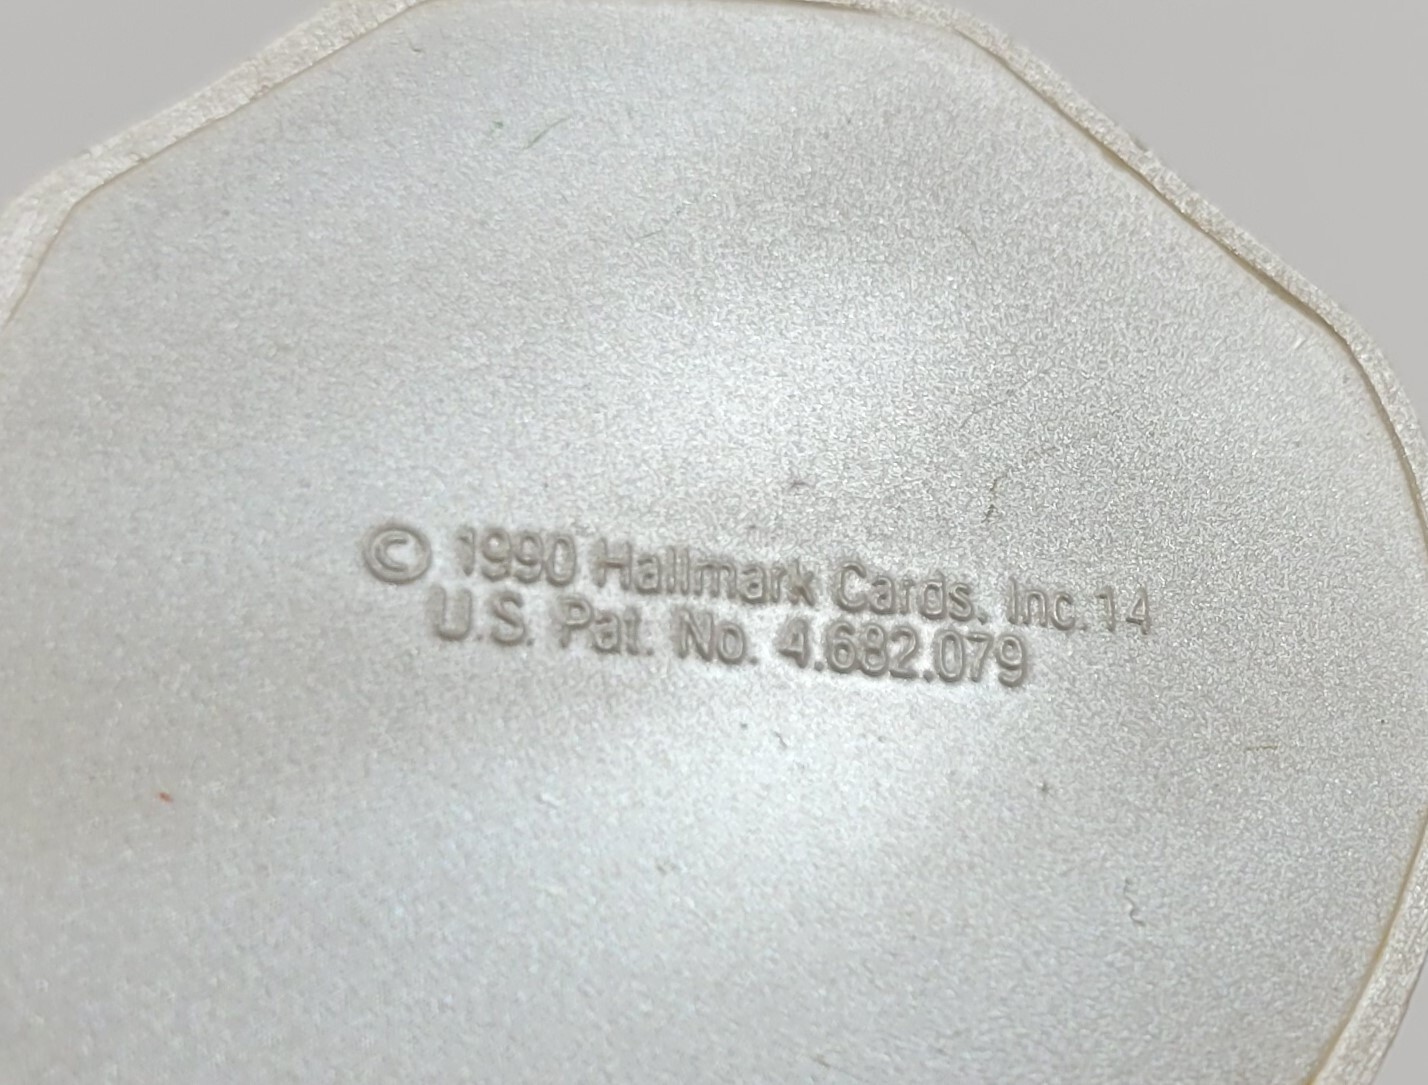 © 1990 Hallmark Cards, Inc. 14
U.S. Pat. No. 4,682,079